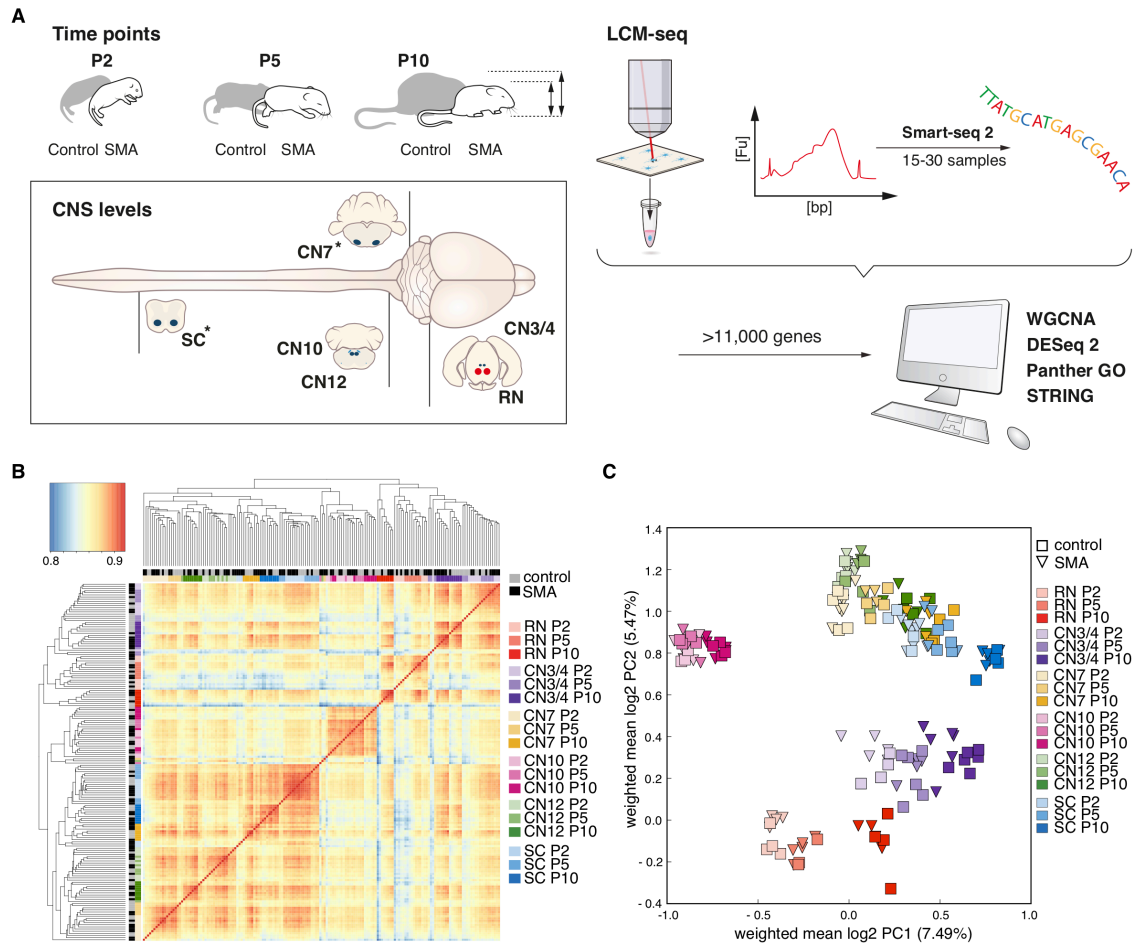 A
Time points
P2
P5
P10
Control SMA
Control SMA
Control SMA
CNS levels
CN7*
SC*
CN10
CN12
CN3/4
RN
LCM-seq
[Fu]
[bp]
Smart-seq 2
15-30 samples
TTATGCATGAGCGAACA
>11,000 genes
WGCNA
DESeq 2
Panther GO
STRING
B
0.8
0.9
control
SMA
RN P2
RN P5
RN P10
CN3/4 P2
CN3/4 P5
CN3/4 P10
CN7 P2
CN7 P5
CN7 P10
CN10 P2
CN10 P5
CN10 P10
CN12 P2
CN12 P5
CN12 P10
SC P2
SC P5
SC P10
C
weighted mean log2 PC2 (5.47%)
1.4
1.2
1.0
0.8
0.6
0.4
0.2
0.0
- 0.2
- 0.4
-1.0
-0.5
0.0
0.5
1.0
weighted mean log2 PC1 (7.49%)
control
SMA
RN P2
RN P5
RN P10
CN3/4 P2
CN3/4 P5
CN3/4 P10
CN7 P2
CN7 P5
CN7 P10
CN10 P2
CN10 P5
CN10 P10
CN12 P2
CN12 P5
CN12 P10
SC P2
SC P5
SC P10